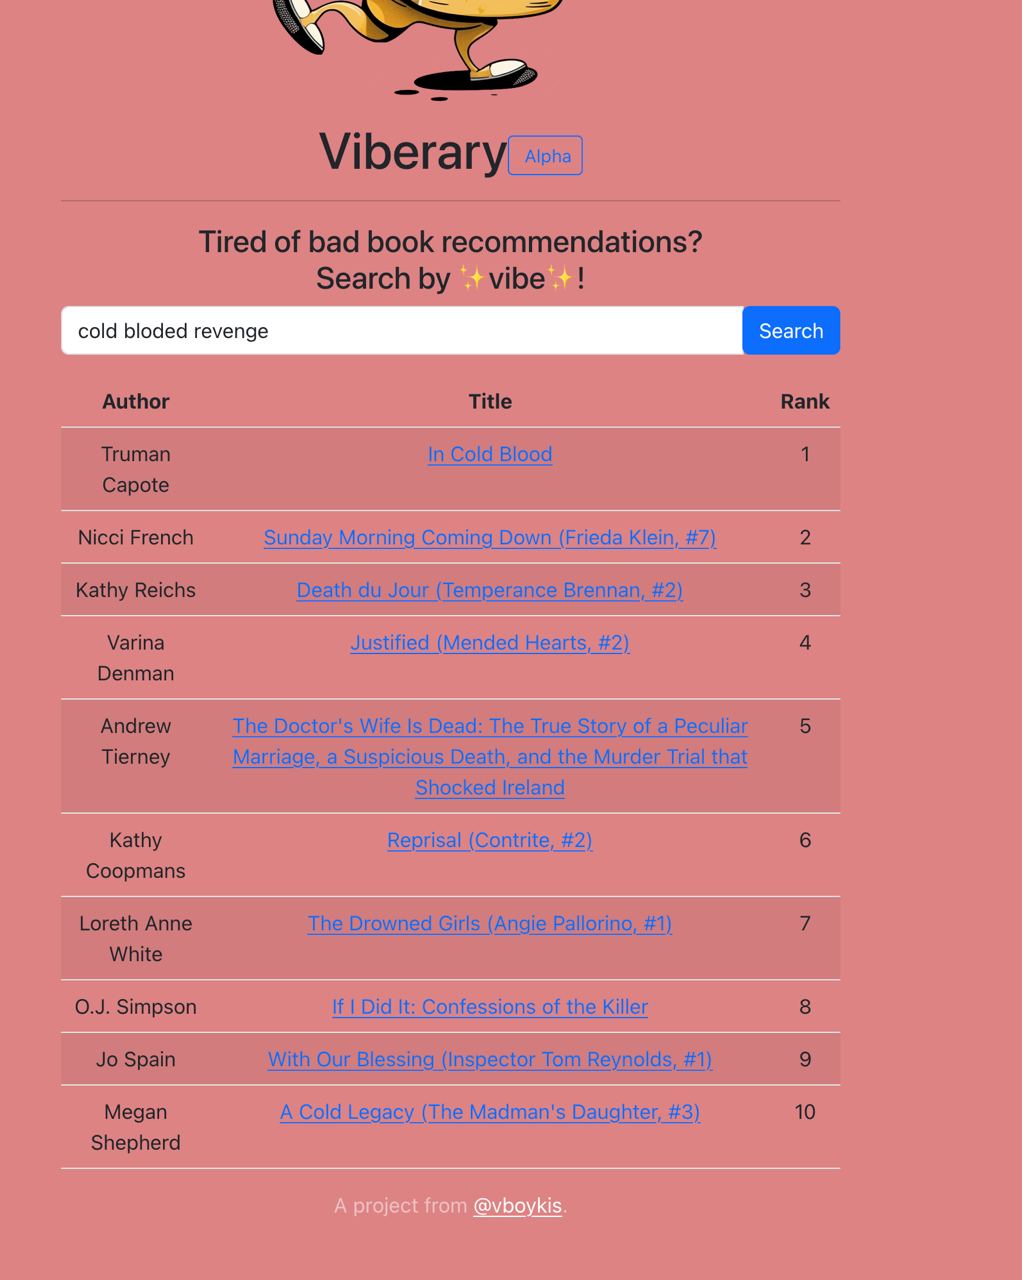 Viberary Alpha
Tired of bad book recommendations?
Search by ✨vibe✨!
cold bloded revenge Search
Author Title Rank
Truman Capote In Cold Blood 1
Nicci French Sunday Morning Coming Down (Frieda Klein, #7) 2
Kathy Reichs Death du Jour (Temperance Brennan, #2) 3
Varina Denman Justified (Mended Hearts, #2) 4
Andrew Tierney The Doctor's Wife Is Dead: The True Story of a Peculiar Marriage, a Suspicious Death, and the Murder Trial that Shocked Ireland 5
Kathy Coopmans Reprisal (Contrite, #2) 6
Loreth Anne White The Drowned Girls (Angie Pallorino, #1) 7
O.J. Simpson If I Did It: Confessions of the Killer 8
Jo Spain With Our Blessing (Inspector Tom Reynolds, #1) 9
Megan Shepherd A Cold Legacy (The Madman's Daughter, #3) 10
A project from @vboykis.